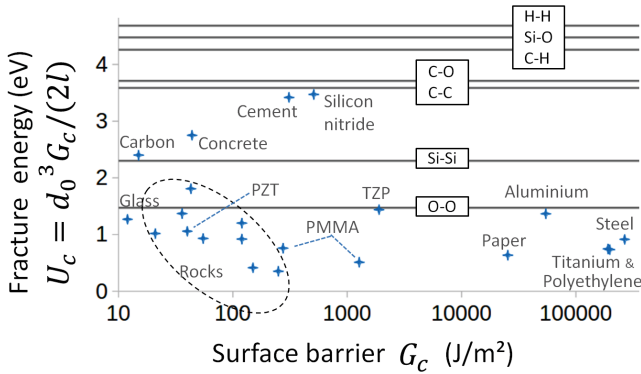 H-H
Si-O
C-H
C-O
C-C
Si-Si
O-O
Fracture energy (eV)
U_c = d_0^3 G_c/(2l)
4
3
2
1
0
Cement
Silicon
nitride
Carbon
Concrete
Glass
PZT
TZP
Aluminium
PMMA
Paper
Steel
Rocks
Titanium &
Polyethylene
10
100
1000
10000
100000
Surface barrier G_c (J/m²)